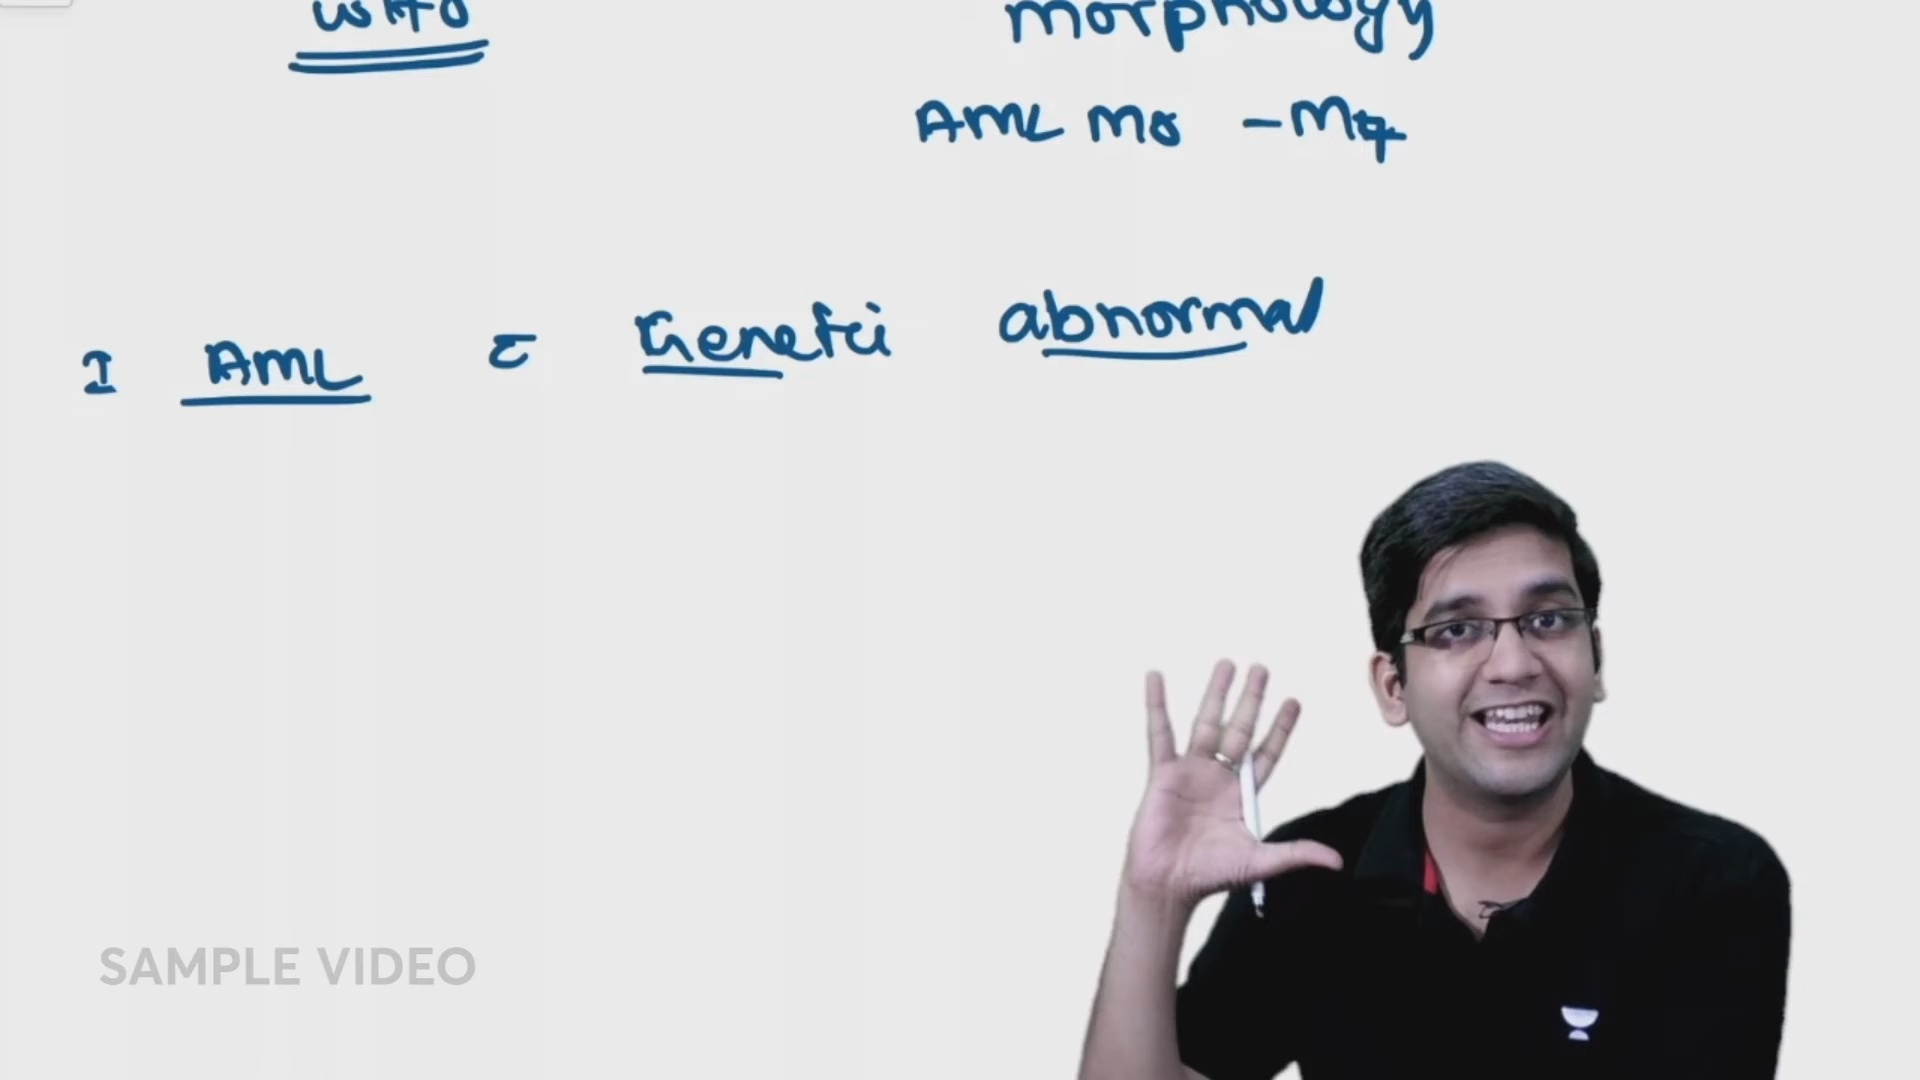 WHO
morphology
AML M0 - M7
I AML c̄ Genetic abnormal
SAMPLE VIDEO